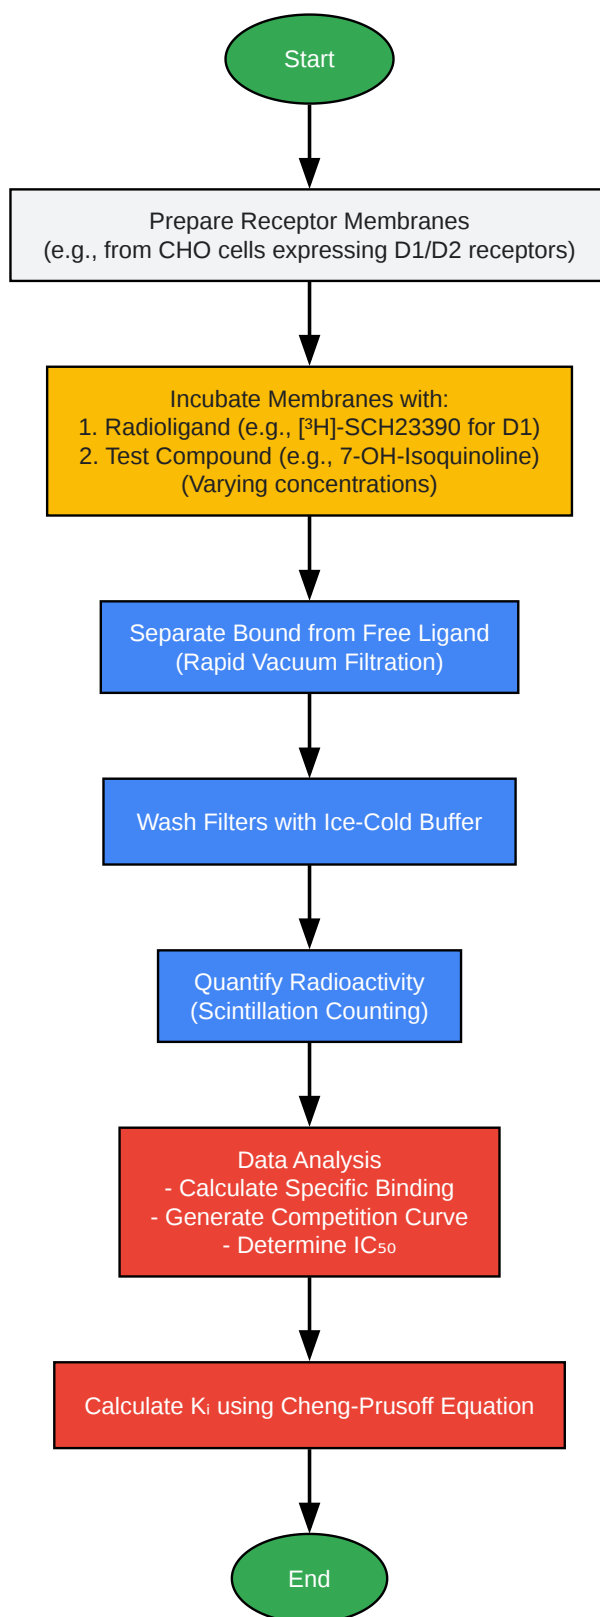 Start
Prepare Receptor Membranes
(e.g., from CHO cells expressing D1/D2 receptors)
Incubate Membranes with:
1. Radioligand (e.g., [³H]-SCH23390 for D1)
2. Test Compound (e.g., 7-OH-Isoquinoline)
(Varying concentrations)
Separate Bound from Free Ligand
(Rapid Vacuum Filtration)
Wash Filters with Ice-Cold Buffer
Quantify Radioactivity
(Scintillation Counting)
Data Analysis
- Calculate Specific Binding
- Generate Competition Curve
- Determine IC₅₀
Calculate Kᵢ using Cheng-Prusoff Equation
End